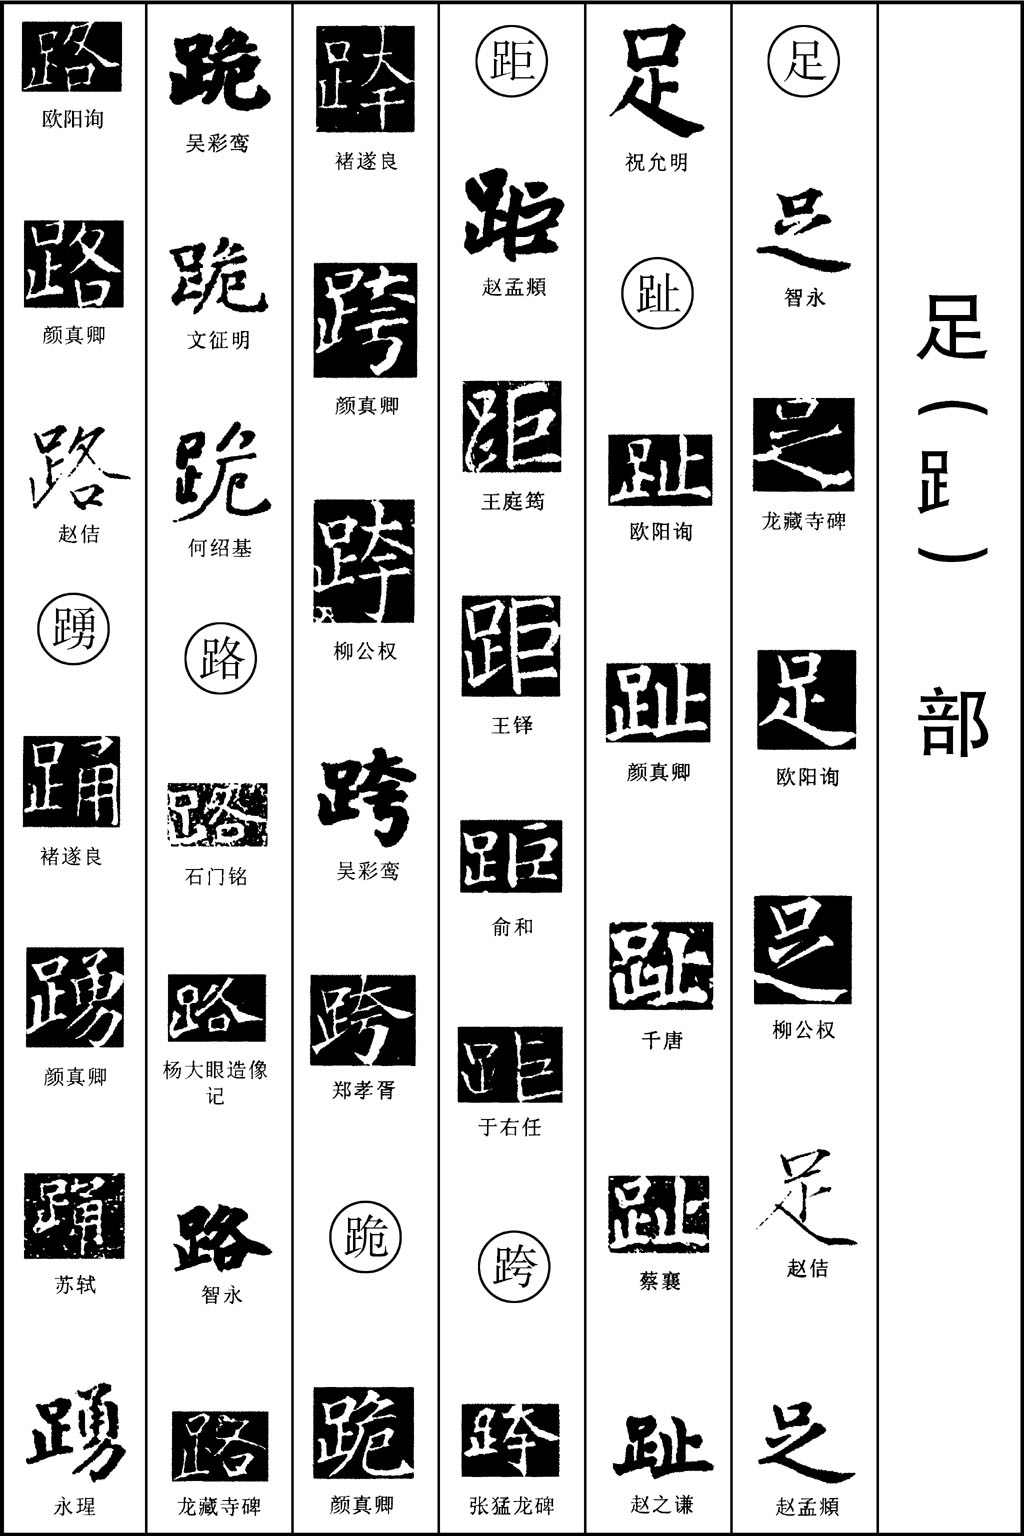 足(𧾷)部
足
足
智永
足
龙藏寺碑
足
欧阳询
足
柳公权
足
赵佶
足
赵孟頫
足
祝允明
趾
趾
欧阳询
趾
颜真卿
趾
千唐
趾
蔡襄
趾
赵之谦
距
距
赵孟頫
距
王庭筠
距
王铎
距
俞和
距
于右任
跨
跨
张猛龙碑
跨
褚遂良
跨
颜真卿
跨
柳公权
跨
吴彩鸾
跨
郑孝胥
跪
跪
颜真卿
跪
吴彩鸾
跪
文征明
跪
何绍基
路
路
石门铭
路
杨大眼造像
记
路
智永
路
龙藏寺碑
路
欧阳询
路
颜真卿
路
赵佶
踴
踊
褚遂良
踴
颜真卿
踊
苏轼
踴
永瑆